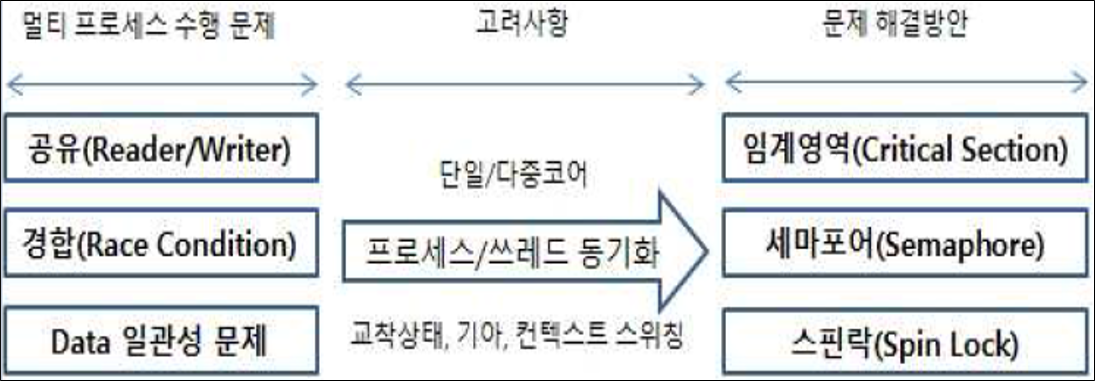 멀티 프로세스 수행 문제
고려사항
문제 해결방안
공유(Reader/Writer)
경합(Race Condition)
Data 일관성 문제
단일/다중코어
프로세스/쓰레드 동기화
교착상태, 기아, 컨텍스트 스위칭
임계영역(Critical Section)
세마포어(Semaphore)
스핀락(Spin Lock)